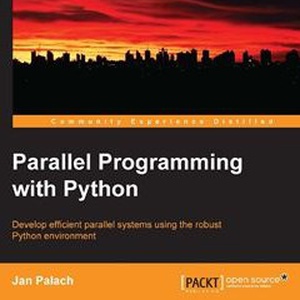 Community Experience Distilled
Parallel Programming
with Python
Develop efficient parallel systems using the robust
Python environment
Jan Palach
PACKT
PUBLISHING
open source*